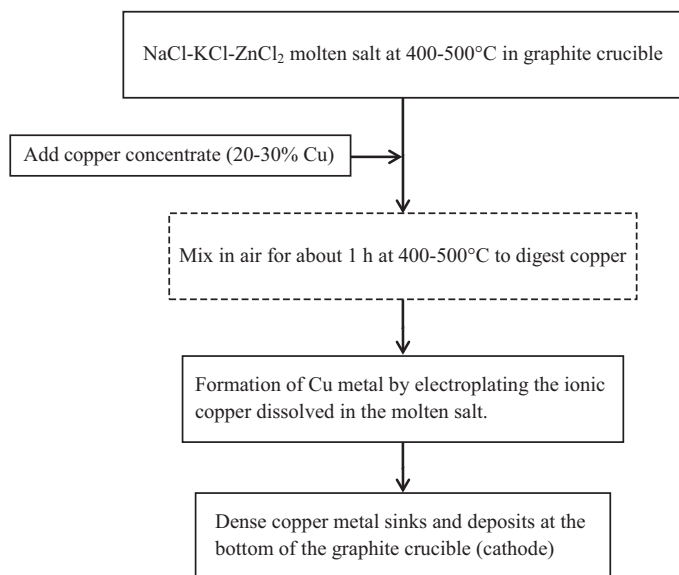 NaCl-KCl-ZnCl₂ molten salt at 400-500°C in graphite crucible
Add copper concentrate (20-30% Cu)
Mix in air for about 1 h at 400-500°C to digest copper
Formation of Cu metal by electroplating the ionic
copper dissolved in the molten salt.
Dense copper metal sinks and deposits at the
bottom of the graphite crucible (cathode)